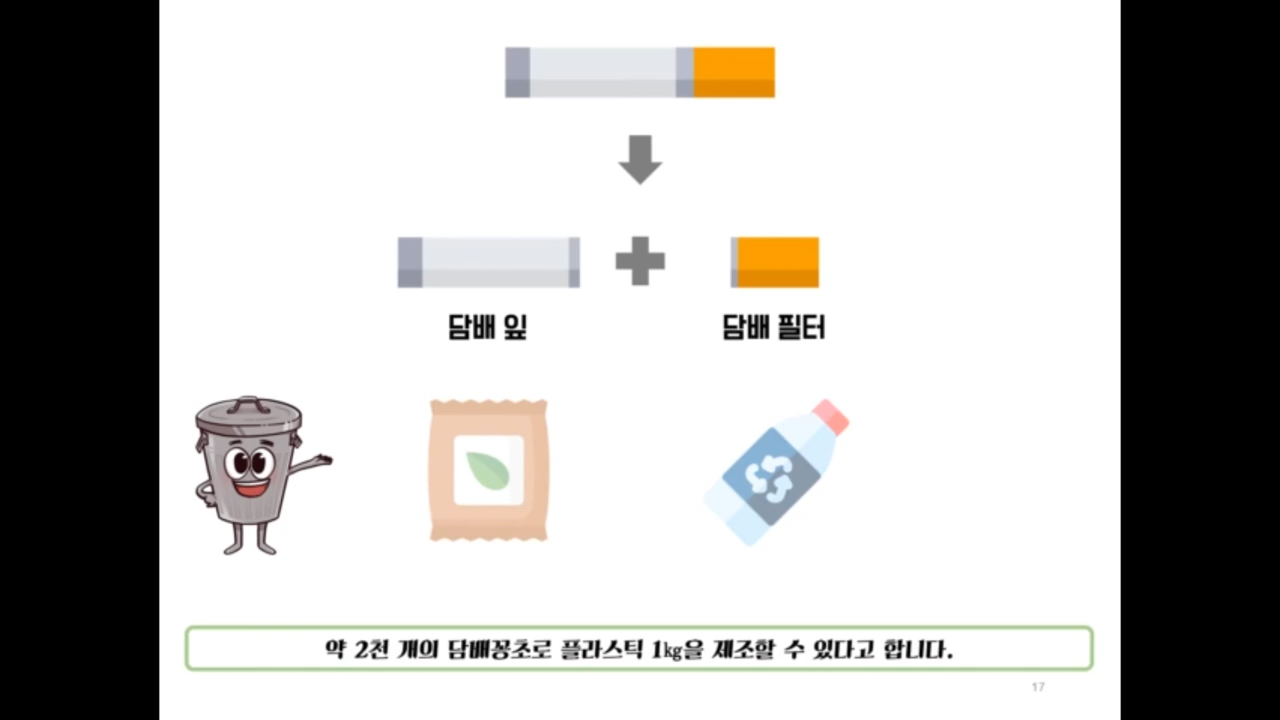 담배 잎
담배 필터
약 2천 개의 담배꽁초로 플라스틱 1㎏을 제조할 수 있다고 합니다.
17